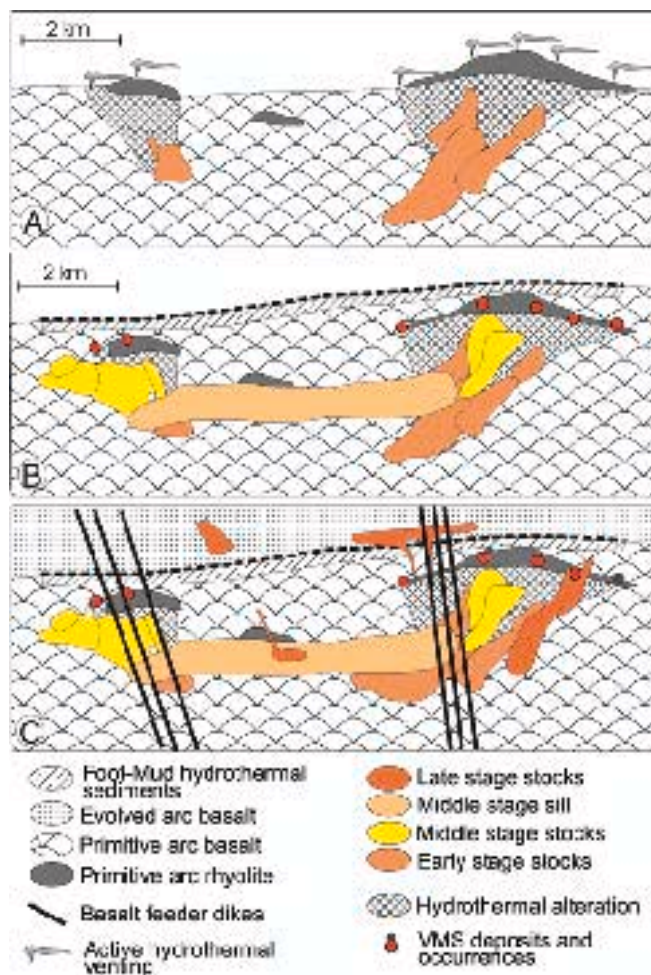 2 km
A
2 km
B
C
Foot-Mud hydrothermal
sediments
Evolved arc basalt
Primitive arc basalt
Primitive arc rhyolite
Basalt feeder dikes
Active hydrothermal
venting
Late stage stocks
Middle stage sill
Middle stage stocks
Early stage stocks
Hydrothermal alteration
VMS deposits and
occurrences